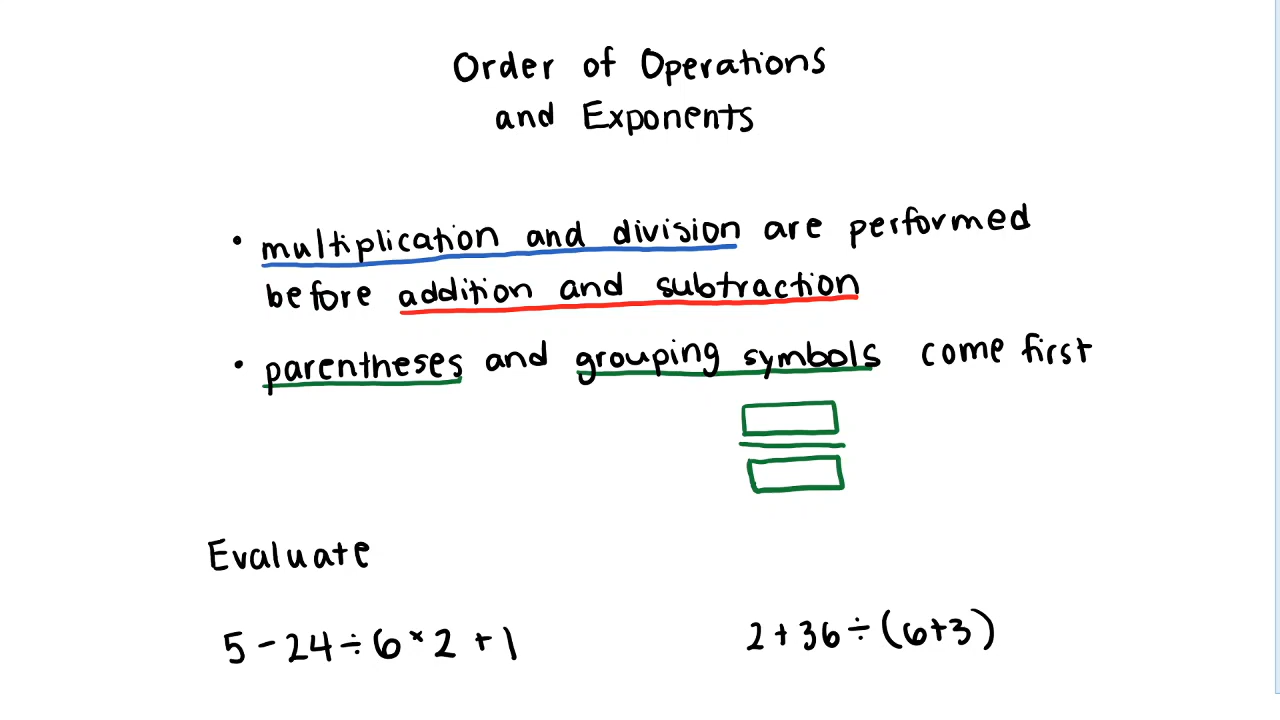 Order of Operations
and Exponents
• multiplication and division are performed
before addition and subtraction
• parentheses and grouping symbols come first
Evaluate
5 - 24 ÷ 6 × 2 + 1
2 + 36 ÷ (6+3)